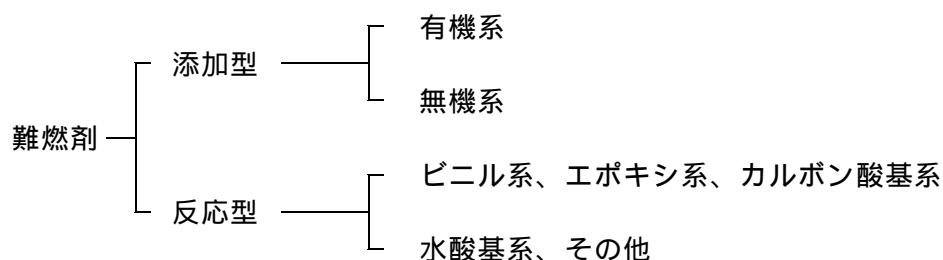 有機系
添加型
無機系
難燃剤
ビニル系、エポキシ系、カルボン酸基系
反応型
水酸基系、その他